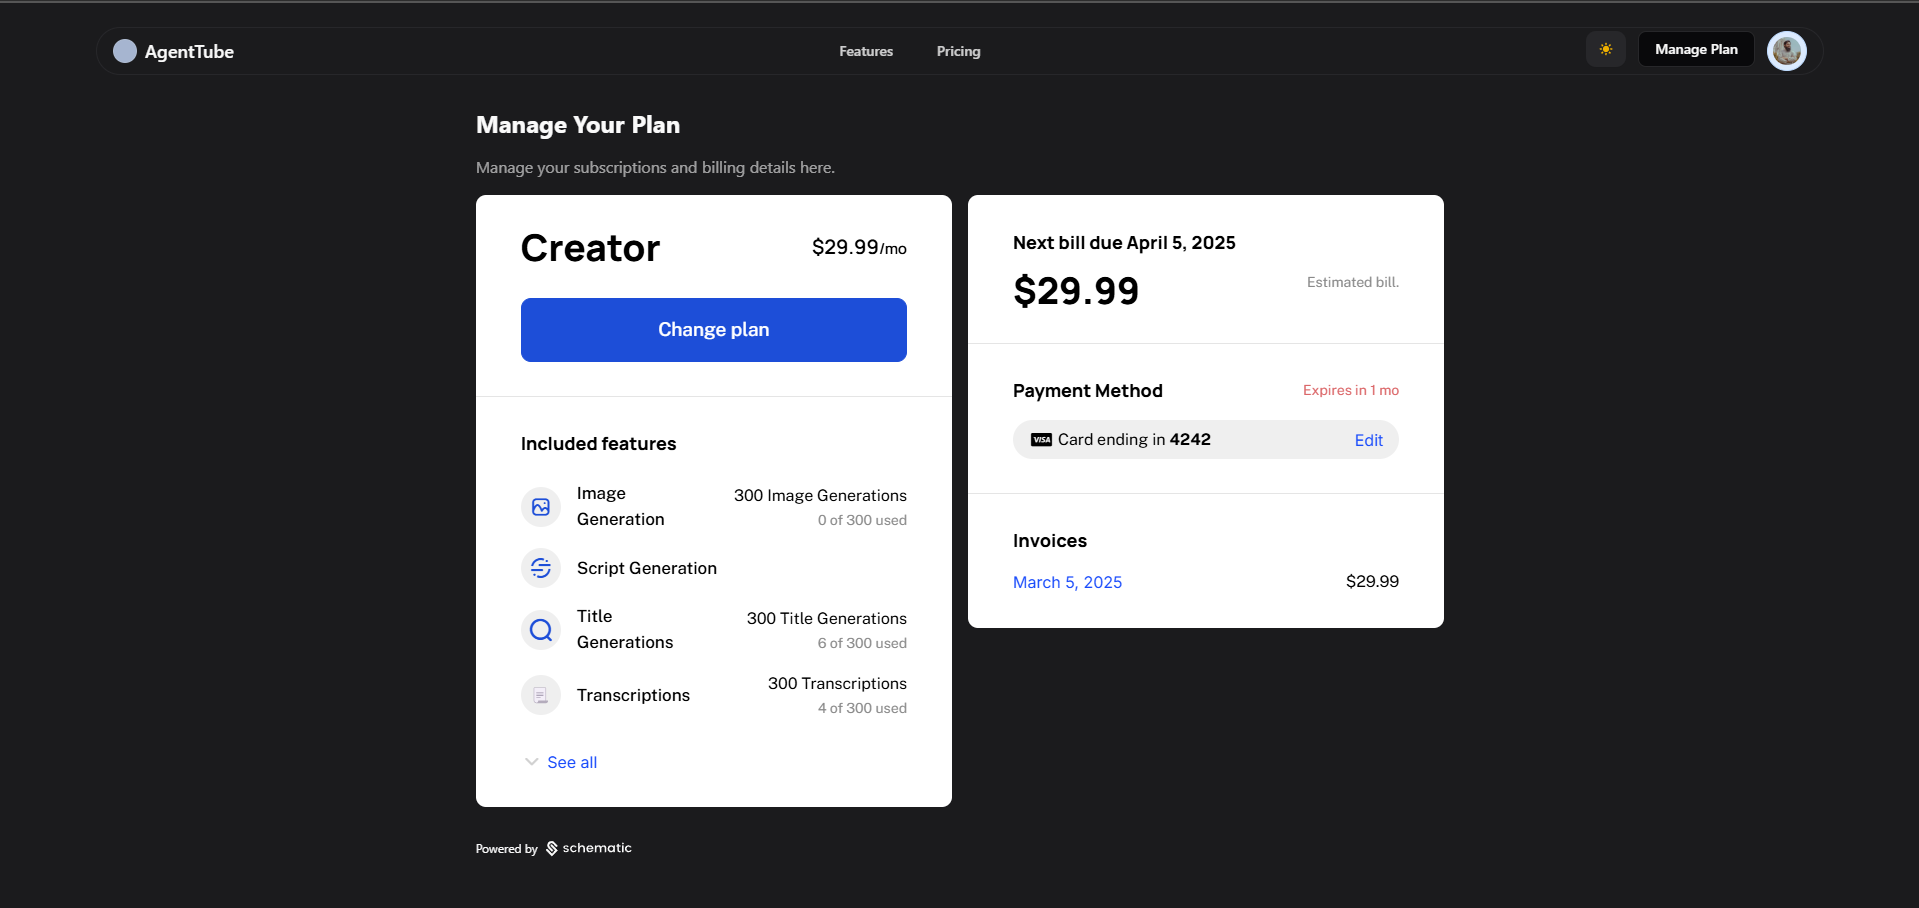 AgentTube
Features
Pricing
Manage Plan
Manage Your Plan
Manage your subscriptions and billing details here.
Creator
$29.99/mo
Change plan
Included features
Image
Generation
300 Image Generations
0 of 300 used
Script Generation
Title
Generations
300 Title Generations
6 of 300 used
Transcriptions
300 Transcriptions
4 of 300 used
See all
Next bill due April 5, 2025
$29.99
Estimated bill.
Payment Method
Expires in 1 mo
VISA
Card ending in 4242
Edit
Invoices
March 5, 2025
$29.99
Powered by schematic